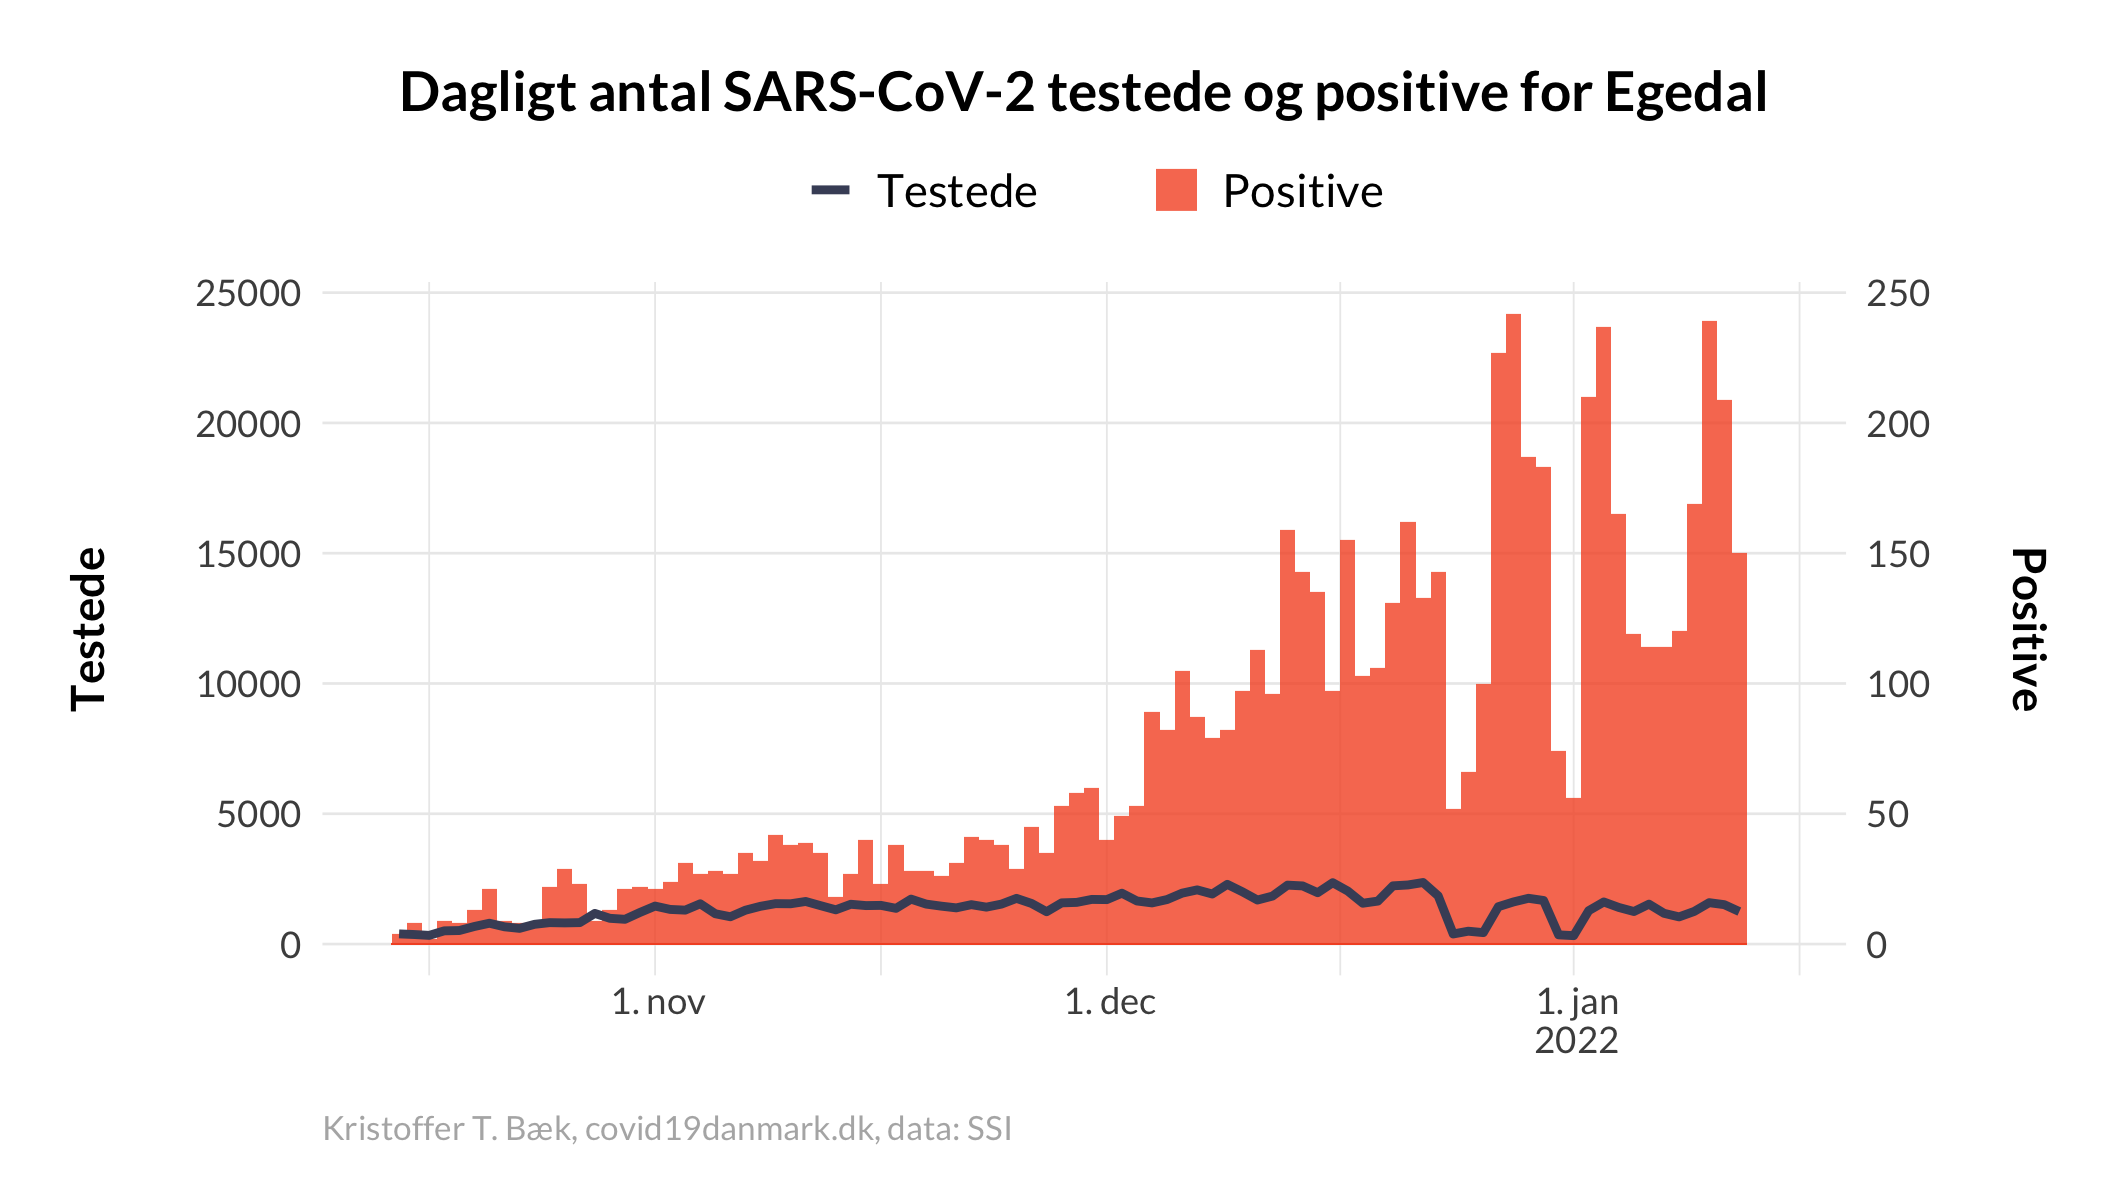 Dagligt antal SARS-CoV-2 testede og positive for Egedal
Testede
Positive
25000
20000
15000
10000
5000
0
250
200
150
100
50
0
Testede
Positive
1. nov
1. dec
1. jan
2022
Kristoffer T. Bæk, covid19danmark.dk, data: SSI